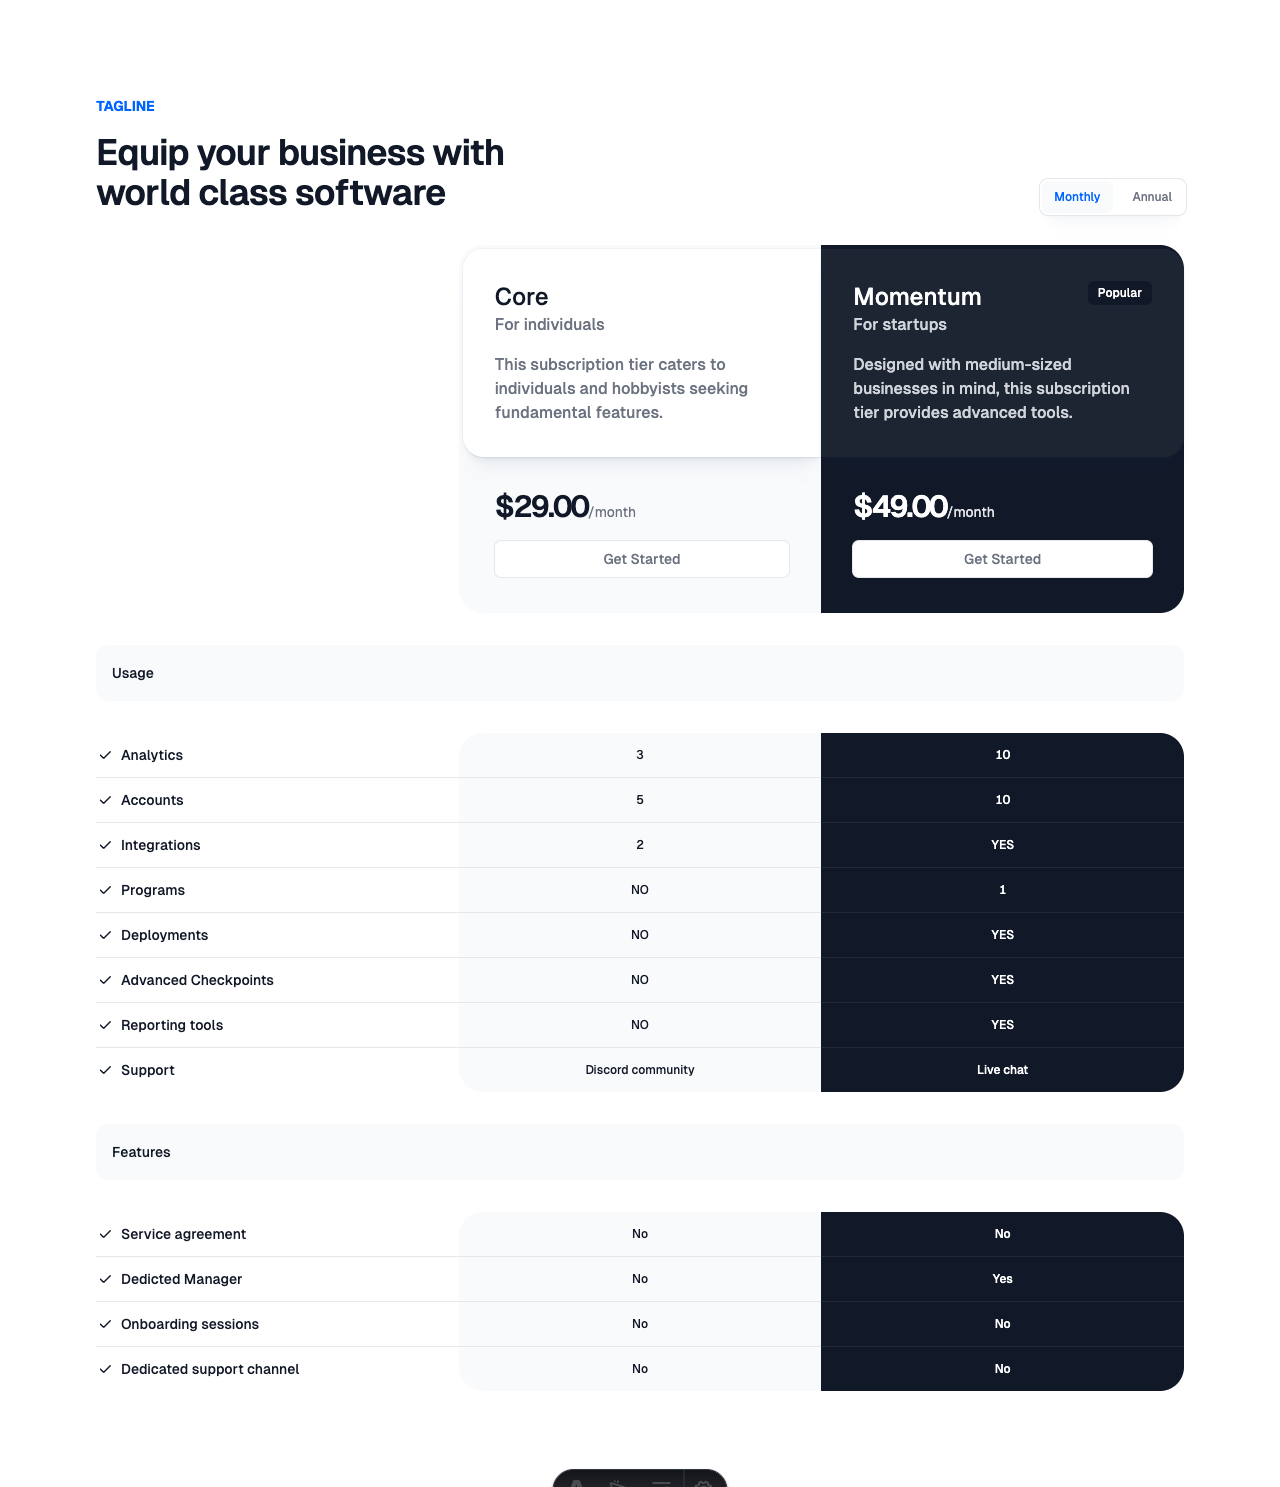 TAGLINE
Equip your business with
world class software
Monthly Annual
Core
For individuals
This subscription tier caters to
individuals and hobbyists seeking
fundamental features.
$29.00/month
Get Started
Momentum
Popular
For startups
Designed with medium-sized
businesses in mind, this subscription
tier provides advanced tools.
$49.00/month
Get Started
Usage
Analytics 3 10
Accounts 5 10
Integrations 2 YES
Programs NO 1
Deployments NO YES
Advanced Checkpoints NO YES
Reporting tools NO YES
Support Discord community Live chat
Features
Service agreement No No
Dedicted Manager No Yes
Onboarding sessions No No
Dedicated support channel No No